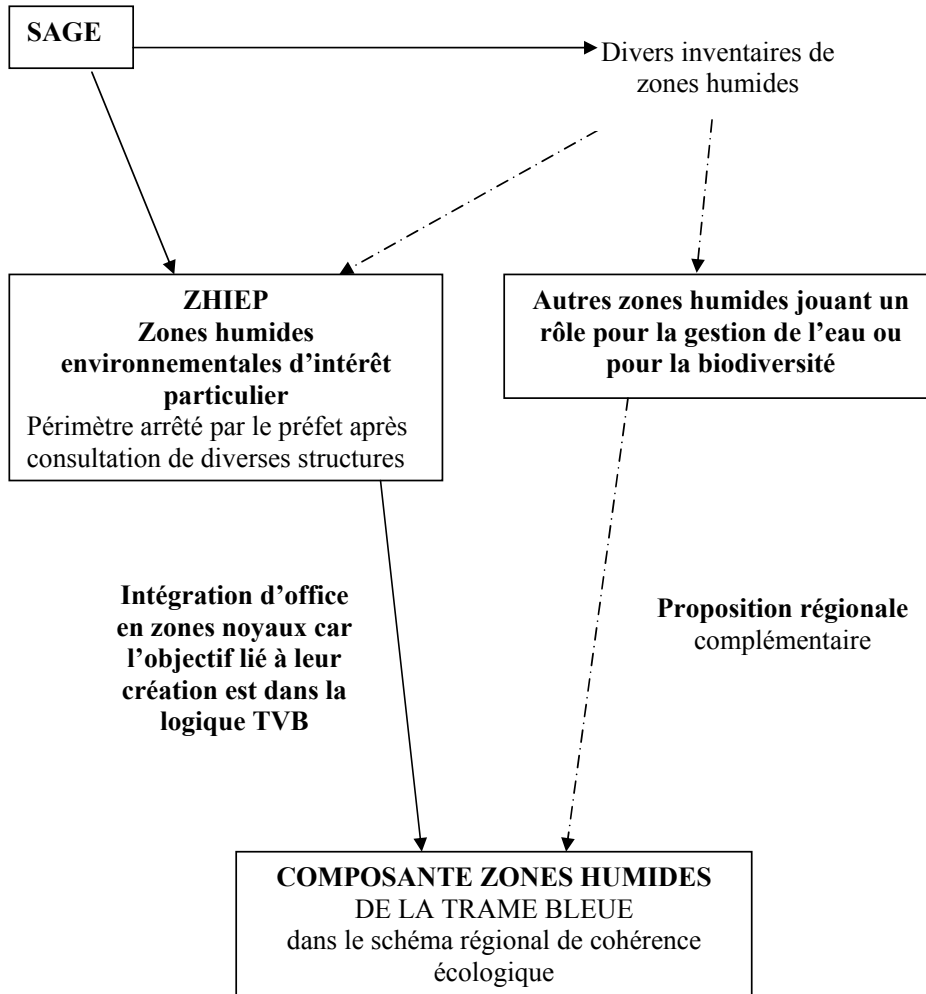 SAGE
Divers inventaires de
zones humides
ZHIEP
Zones humides
environnementales d’intérêt
particulier
Périmètre arrêté par le préfet après
consultation de diverses structures
Autres zones humides jouant un
rôle pour la gestion de l’eau ou
pour la biodiversité
Intégration d’office
en zones noyaux car
l’objectif lié à leur
création est dans la
logique TVB
Proposition régionale
complémentaire
COMPOSANTE ZONES HUMIDES
DE LA TRAME BLEUE
dans le schéma régional de cohérence
écologique